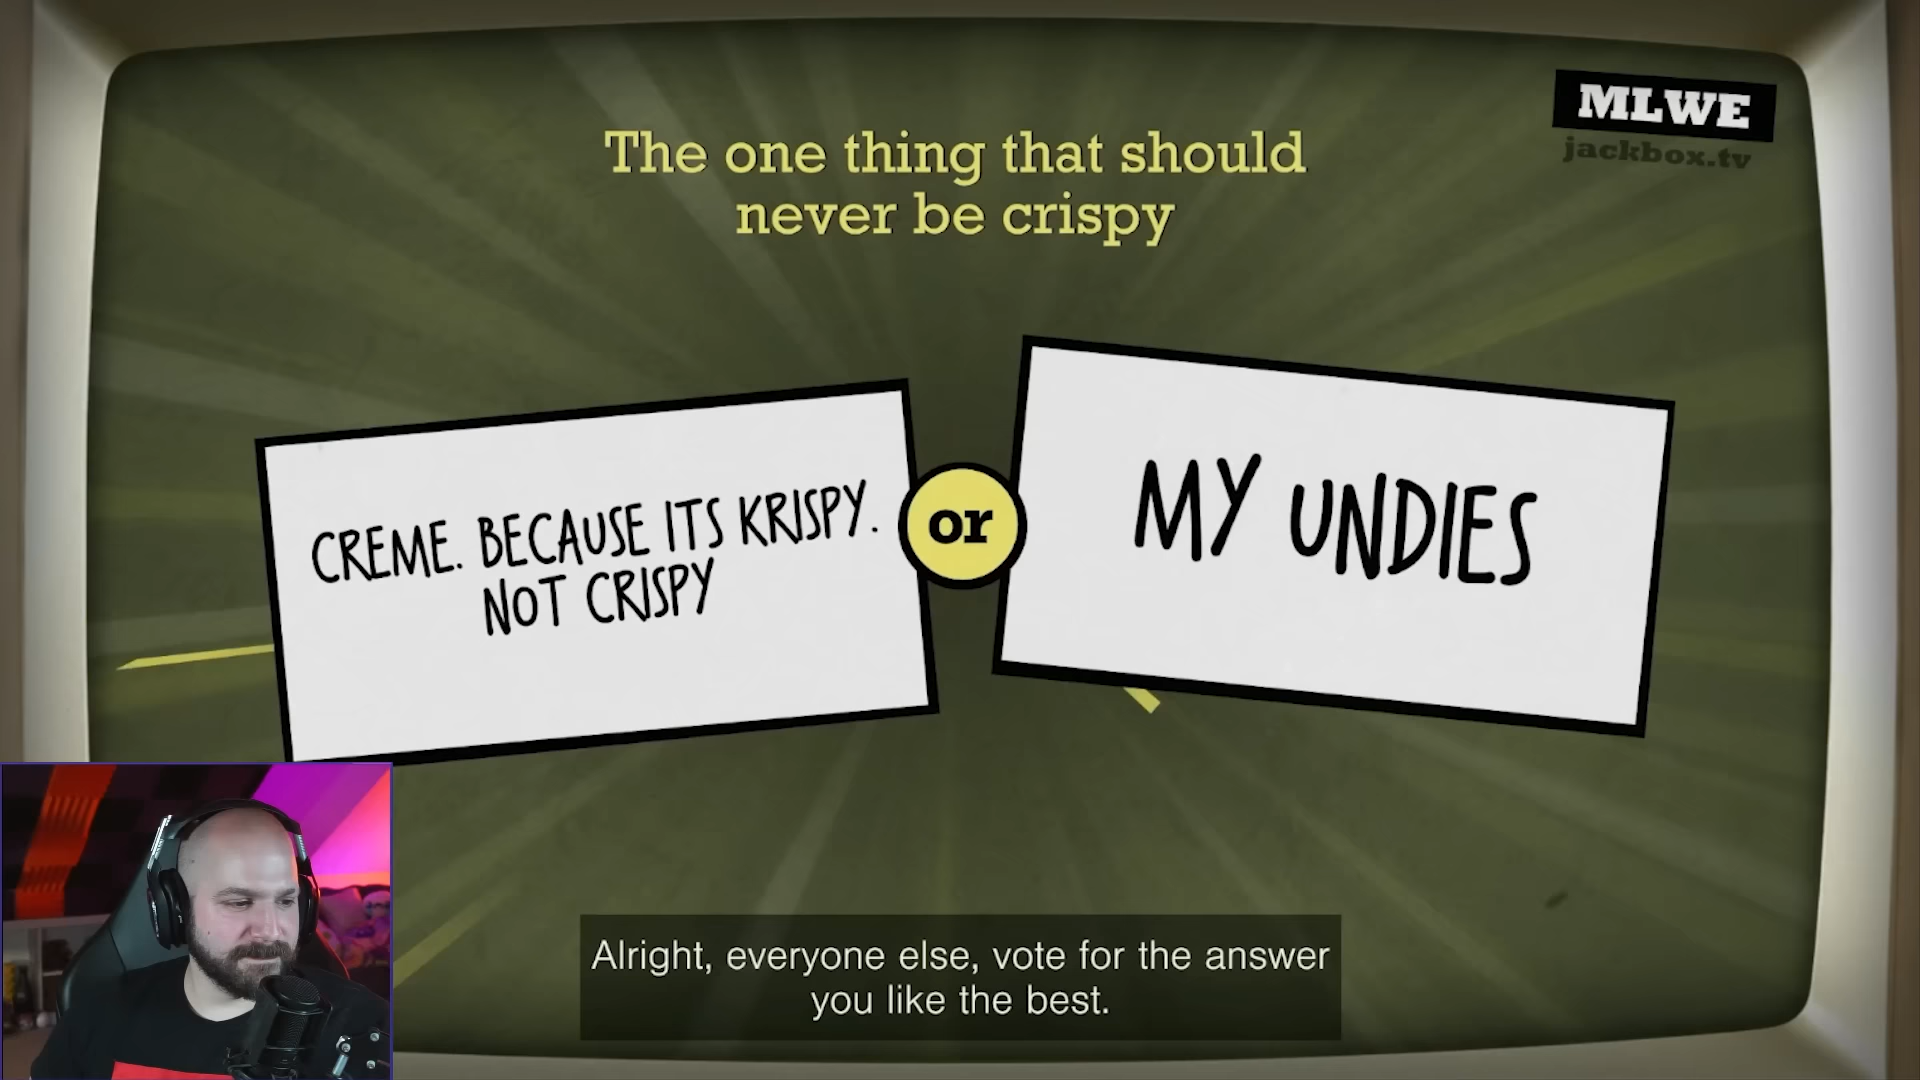 MLWE
jackbox.tv
The one thing that should
never be crispy
CREME. BECAUSE ITS KRISPY.
NOT CRISPY
or
MY UNDIES
Alright, everyone else, vote for the answer
you like the best.